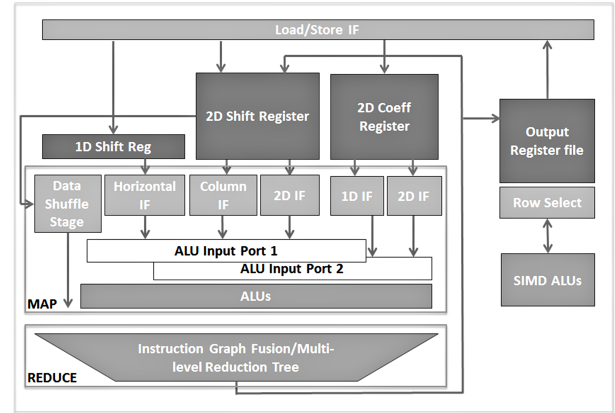 Load/Store IF
2D Shift
Register
2D Coeff
Register
1D Shift Reg
Output
Register file
Data
Shuffle
Stage
Horizontal
IF
Column
IF
2D IF
1D IF
2D IF
Row Select
ALU Input Port 1
ALU Input Port 2
SIMD ALUs
ALUs
MAP
Instruction Graph Fusion/Multi-
level Reduction Tree
REDUCE